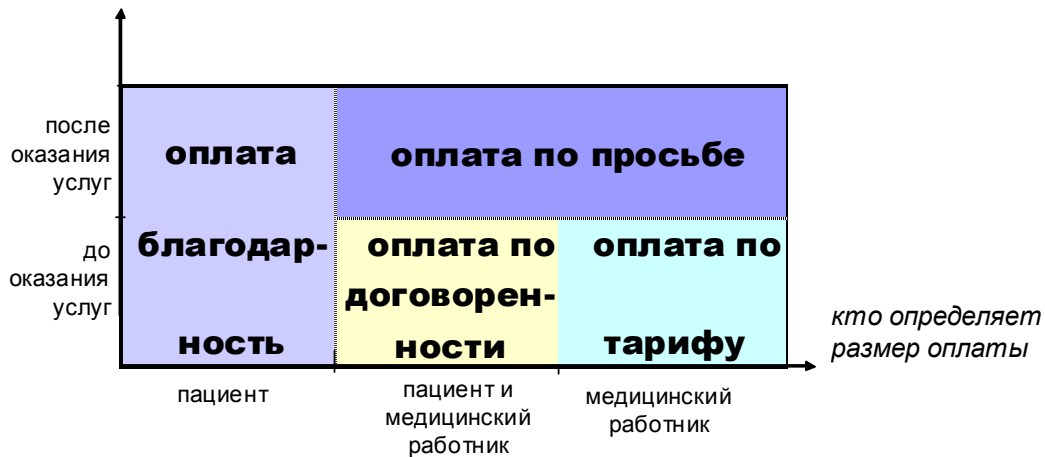 после
оказания
услуг
оплата
оплата по просьбе
до
оказания
услуг
благодар-
ность
оплата по
договорен-
ности
оплата по
тарифу
кто определяет
размер оплаты
пациент
пациент и
медицинский
работник
медицинский
работник